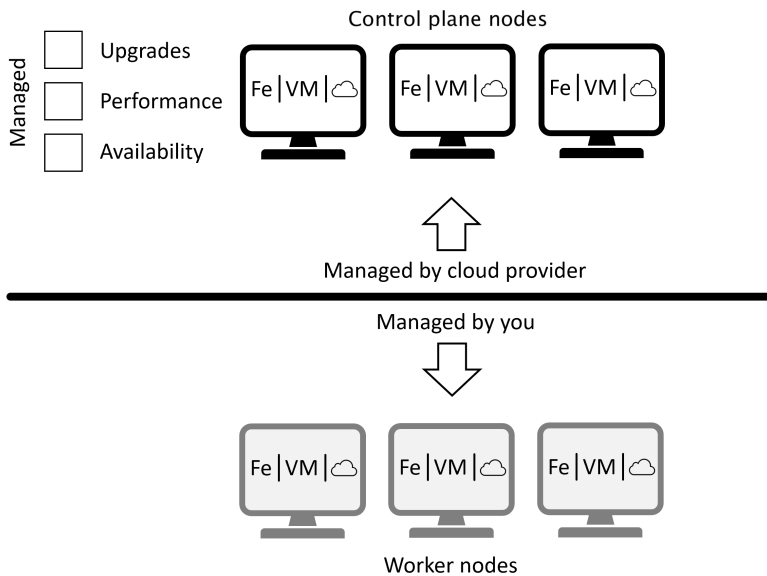 Control plane nodes
Managed
Upgrades
Performance
Availability
Fe|VM|
Fe|VM|
Fe|VM|
Managed by cloud provider
Managed by you
Fe|VM|
Fe|VM|
Fe|VM|
Worker nodes